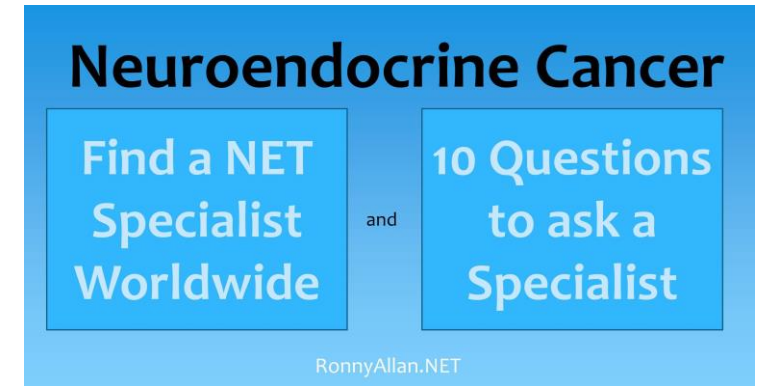 Neuroendocrine Cancer
Find a NET
Specialist
Worldwide
and
10 Questions
to ask a
Specialist
RonnyAllan.NET